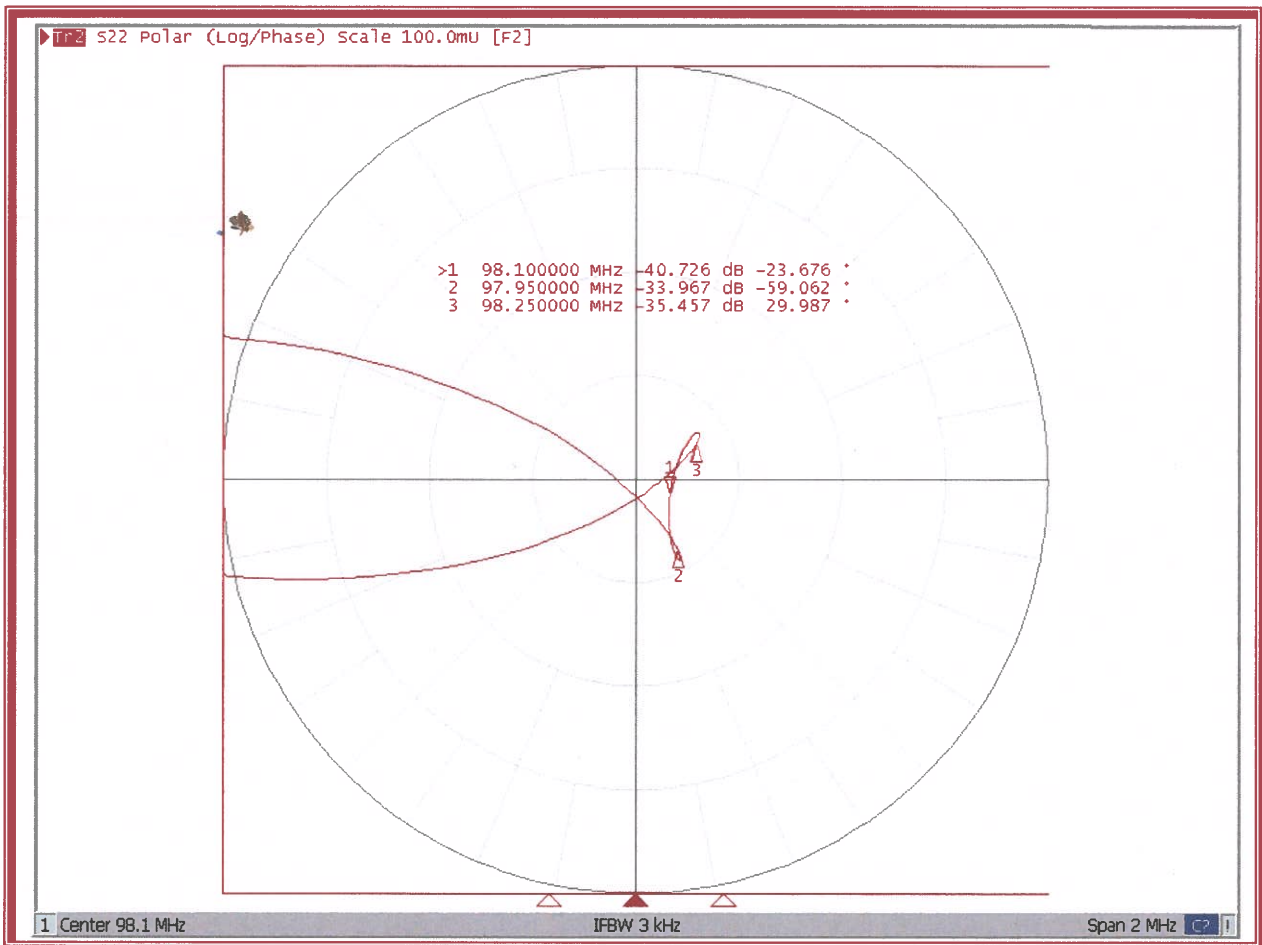 Tr2 S22 Polar (Log/Phase) Scale 100.0mU [F2]
>1 98.100000 MHz -40.726 dB -23.676 °
2 97.950000 MHz -33.967 dB -59.062 °
3 98.250000 MHz -35.457 dB 29.987 °
1
3
2
1 Center 98.1 MHz IFBW 3 kHz Span 2 MHz C? !